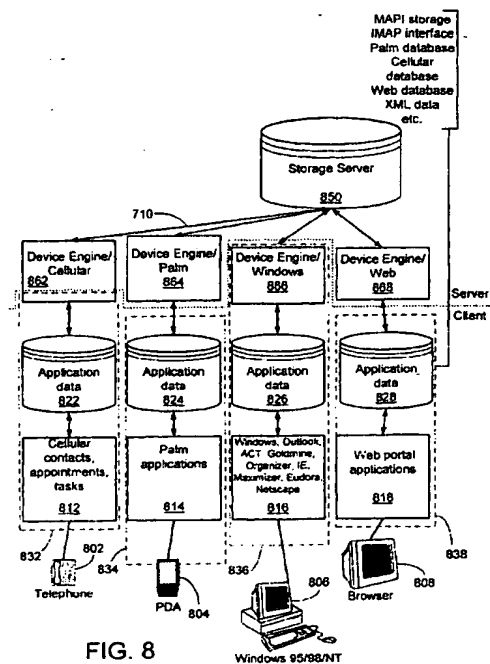 MAPI storage
IMAP interface
Palm database
Cellular
database
Web database
XML data
etc.
Storage Server
850
710
Device Engine/
Cellular
862
Device Engine/
Palm
864
Device Engine/
Windows
866
Device Engine/
Web
868
Server
Client
Application
data
822
Application
data
824
Application
data
826
Application
data
828
Cellular
contacts,
appointments,
tasks
812
Palm
applications
814
Windows, Outlook,
ACT Goldmine,
Organizer, IE,
Maximizer, Eudora,
Netscape
816
Web portal
applications
818
832
802
Telephone
834
PDA
804
836
806
Windows 95/98/NT
838
808
Browser
FIG. 8